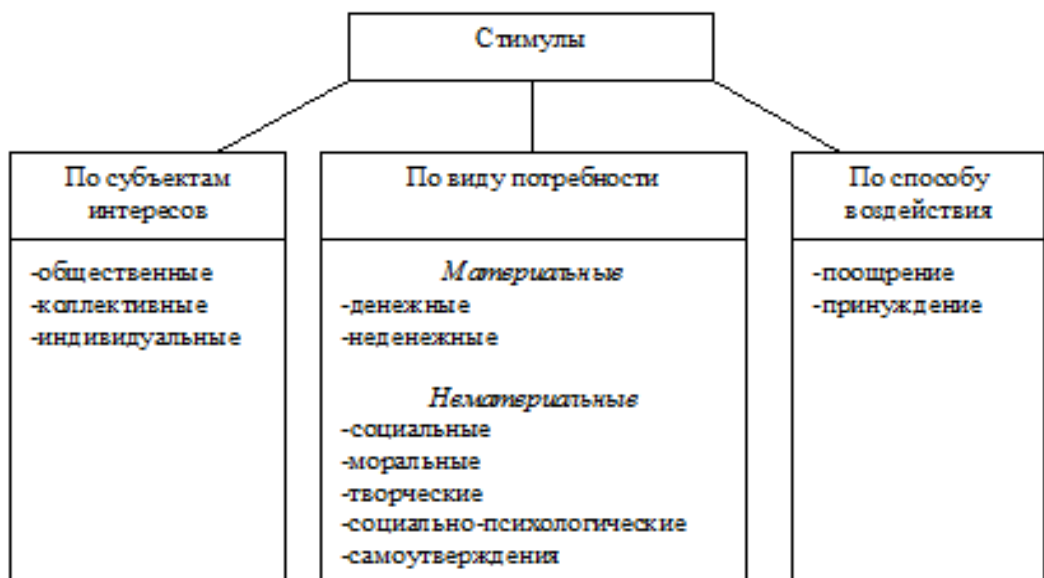 Стимулы
По субъектам
интересов
-общественные
-коллективные
-индивидуальные
По виду потребности
Материальные
-денежные
-неденежные
Нематериальные
-социальные
-моральные
-творческие
-социально-психологические
-самоутверждения
По способу
воздействия
-поощрение
-принуждение